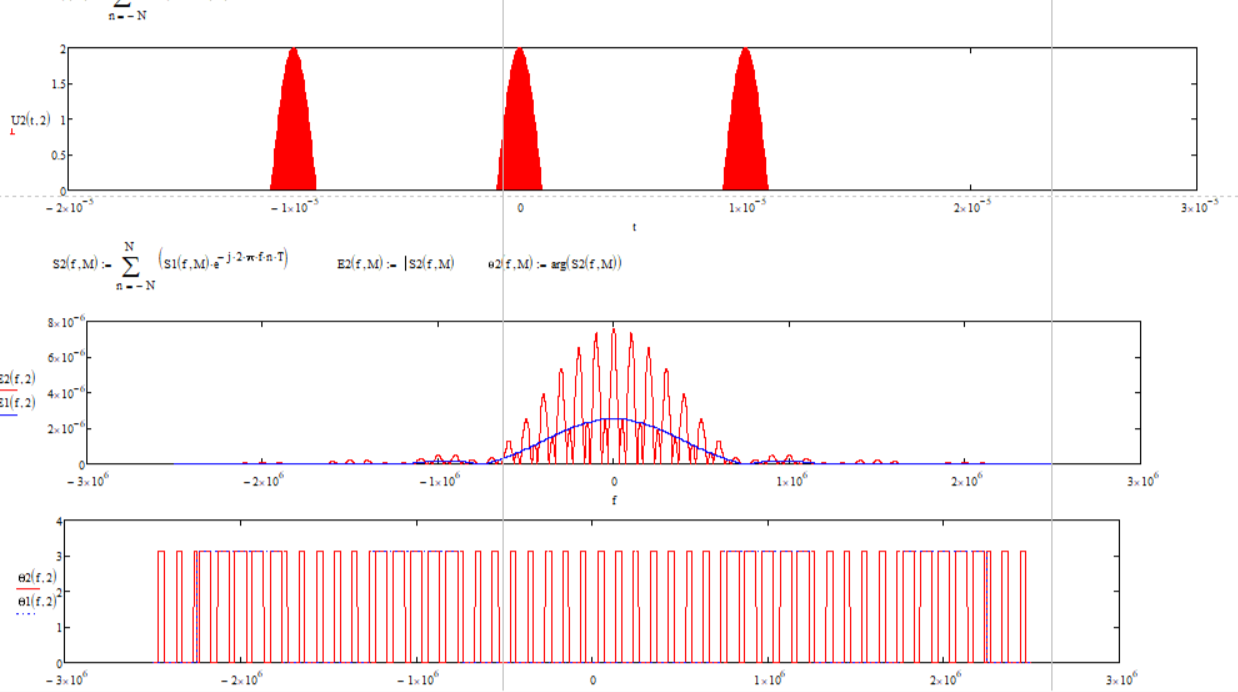 n = - N
2
1.5
U2(t,2) 1
0.5
0
- 2×10⁻⁵ - 1×10⁻⁵ 0 1×10⁻⁵ 2×10⁻⁵ 3×10⁻⁵
t
N
S2(f,M) := ∑ (S1(f,M)·e^(- j·2·π·f·n·T)) E2(f,M) := |S2(f,M) θ2(f,M) := arg(S2(f,M))
n = - N
8×10⁻⁶
6×10⁻⁶
E2(f,2)
4×10⁻⁶
E1(f,2)
2×10⁻⁶
0
- 3×10⁶ - 2×10⁶ - 1×10⁶ 0 1×10⁶ 2×10⁶ 3×10⁶
f
4
3
θ2(f,2)
2
θ1(f,2)
1
0
- 3×10⁶ - 2×10⁶ - 1×10⁶ 0 1×10⁶ 2×10⁶ 3×10⁶